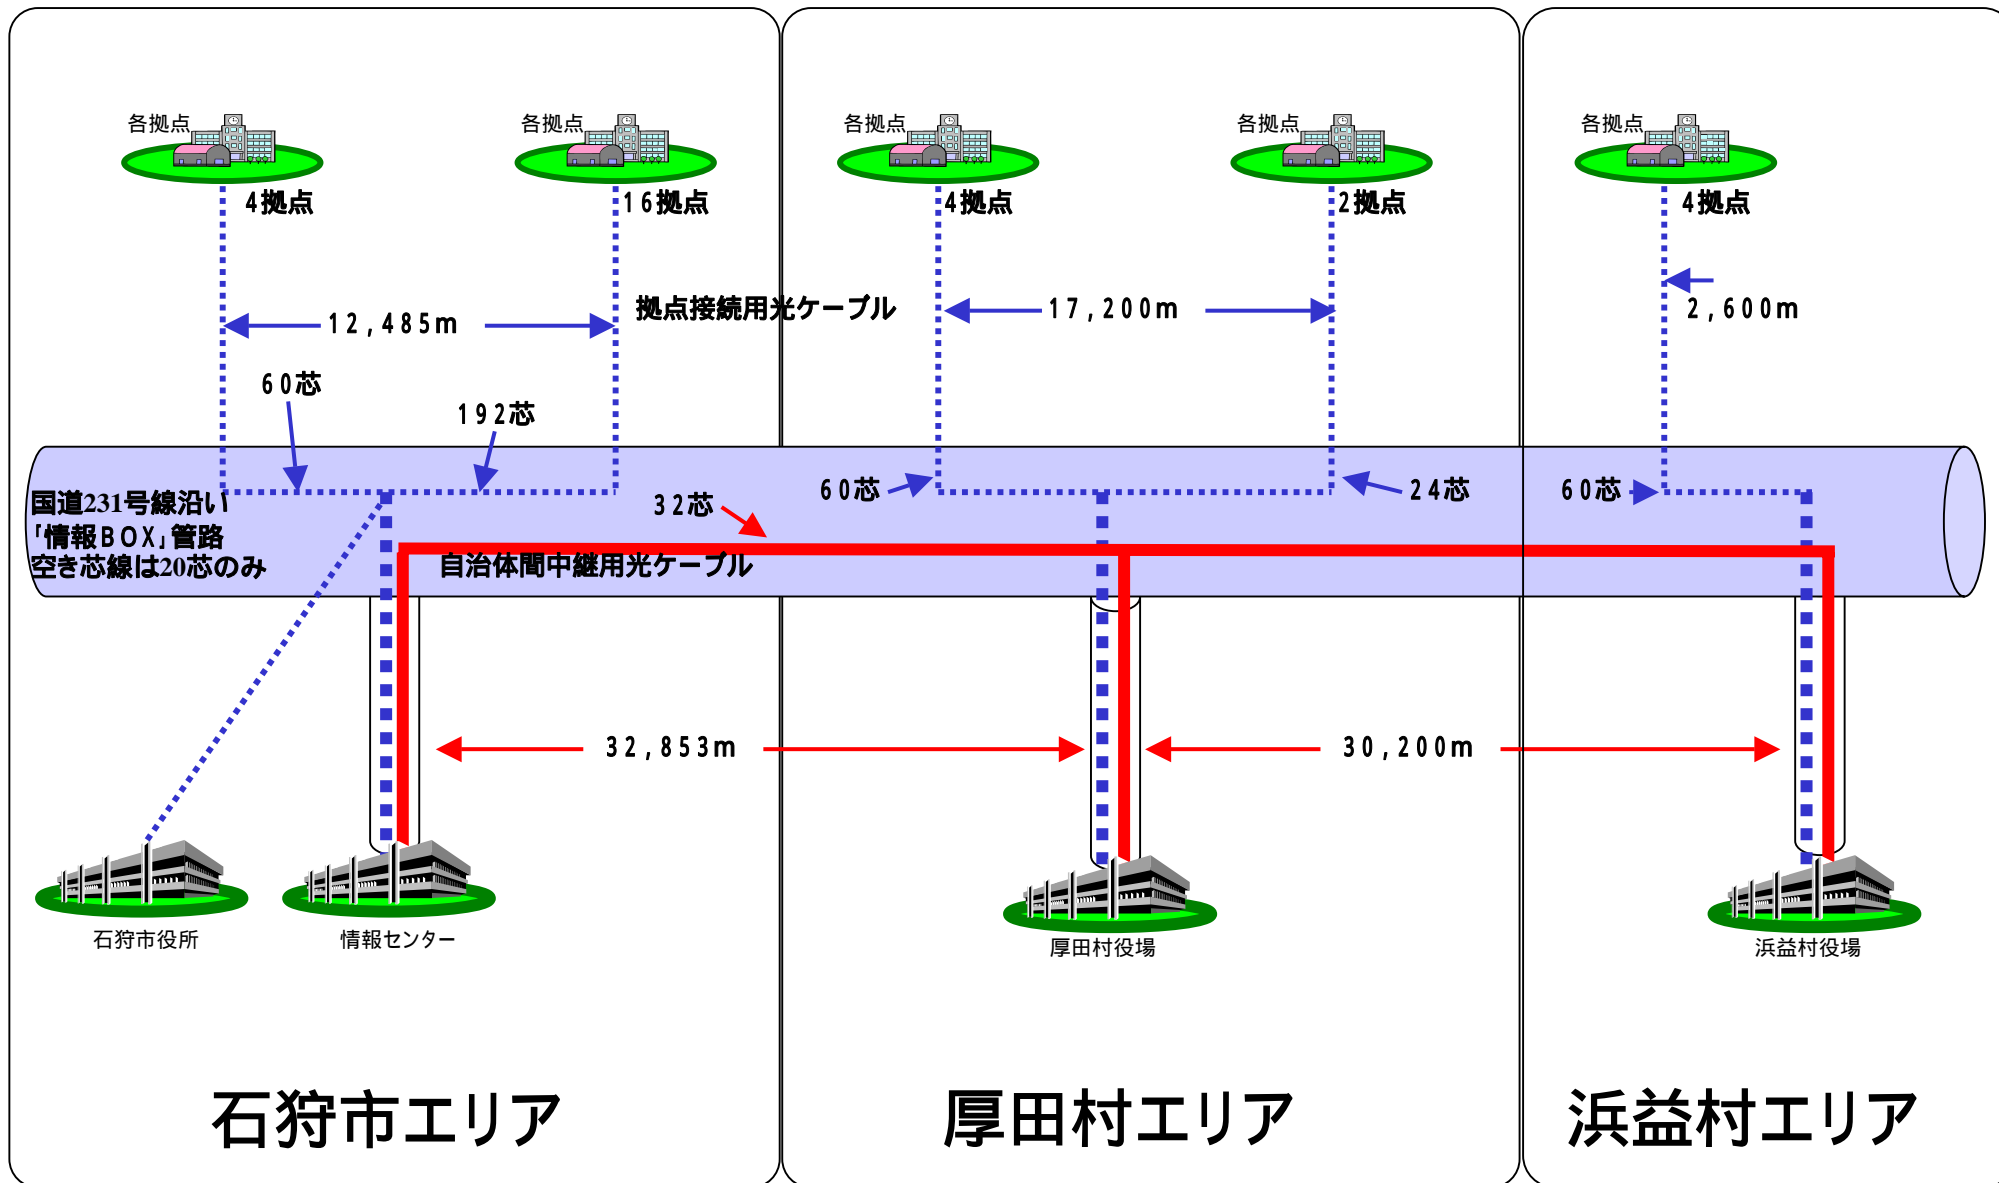 各拠点
各拠点
各拠点
各拠点
各拠点
4拠点
16拠点
4拠点
2拠点
4拠点
12,485m
拠点接続用光ケーブル
17,200m
2,600m
60芯
192芯
国道231号線沿い
「情報BOX」管路
空き芯線は20芯のみ
32芯
60芯
24芯
60芯
自治体間中継用光ケーブル
32,853m
30,200m
石狩市役所
情報センター
厚田村役場
浜益村役場
石狩市エリア
厚田村エリア
浜益村エリア